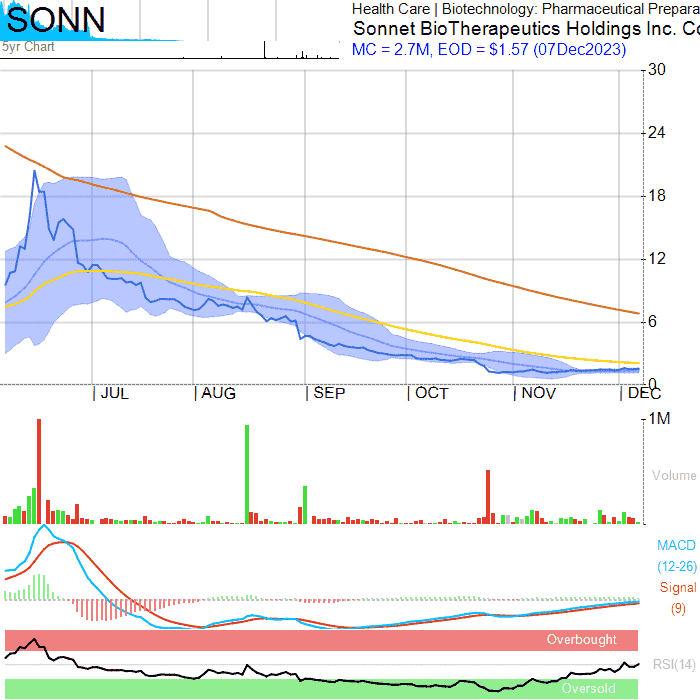 SONN
Health Care | Biotechnology: Pharmaceutical Prepara
Sonnet BioTherapeutics Holdings Inc. Co
MC = 2.7M, EOD = $1.57 (07Dec2023)
5yr Chart
30
24
18
12
6
0
JUL AUG SEP OCT NOV DEC
1M
Volume
MACD
(12-26)
Signal
(9)
Overbought
RSI(14)
Oversold